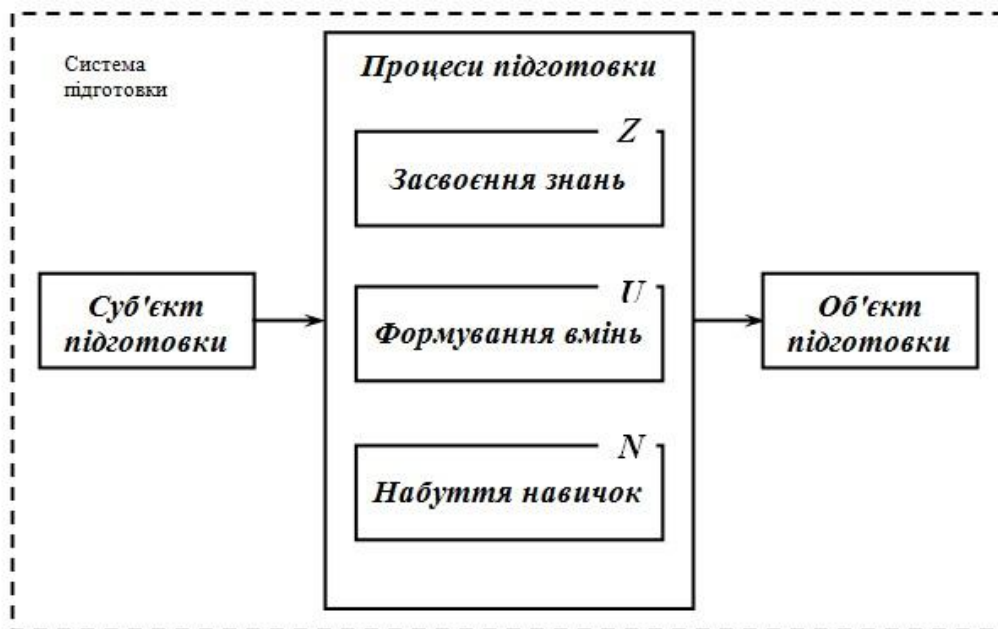 Система
підготовки
Процеси підготовки
Z
Засвоєння знань
Суб'єкт
підготовки
U
Формування вмінь
Об'єкт
підготовки
N
Набуття навичок